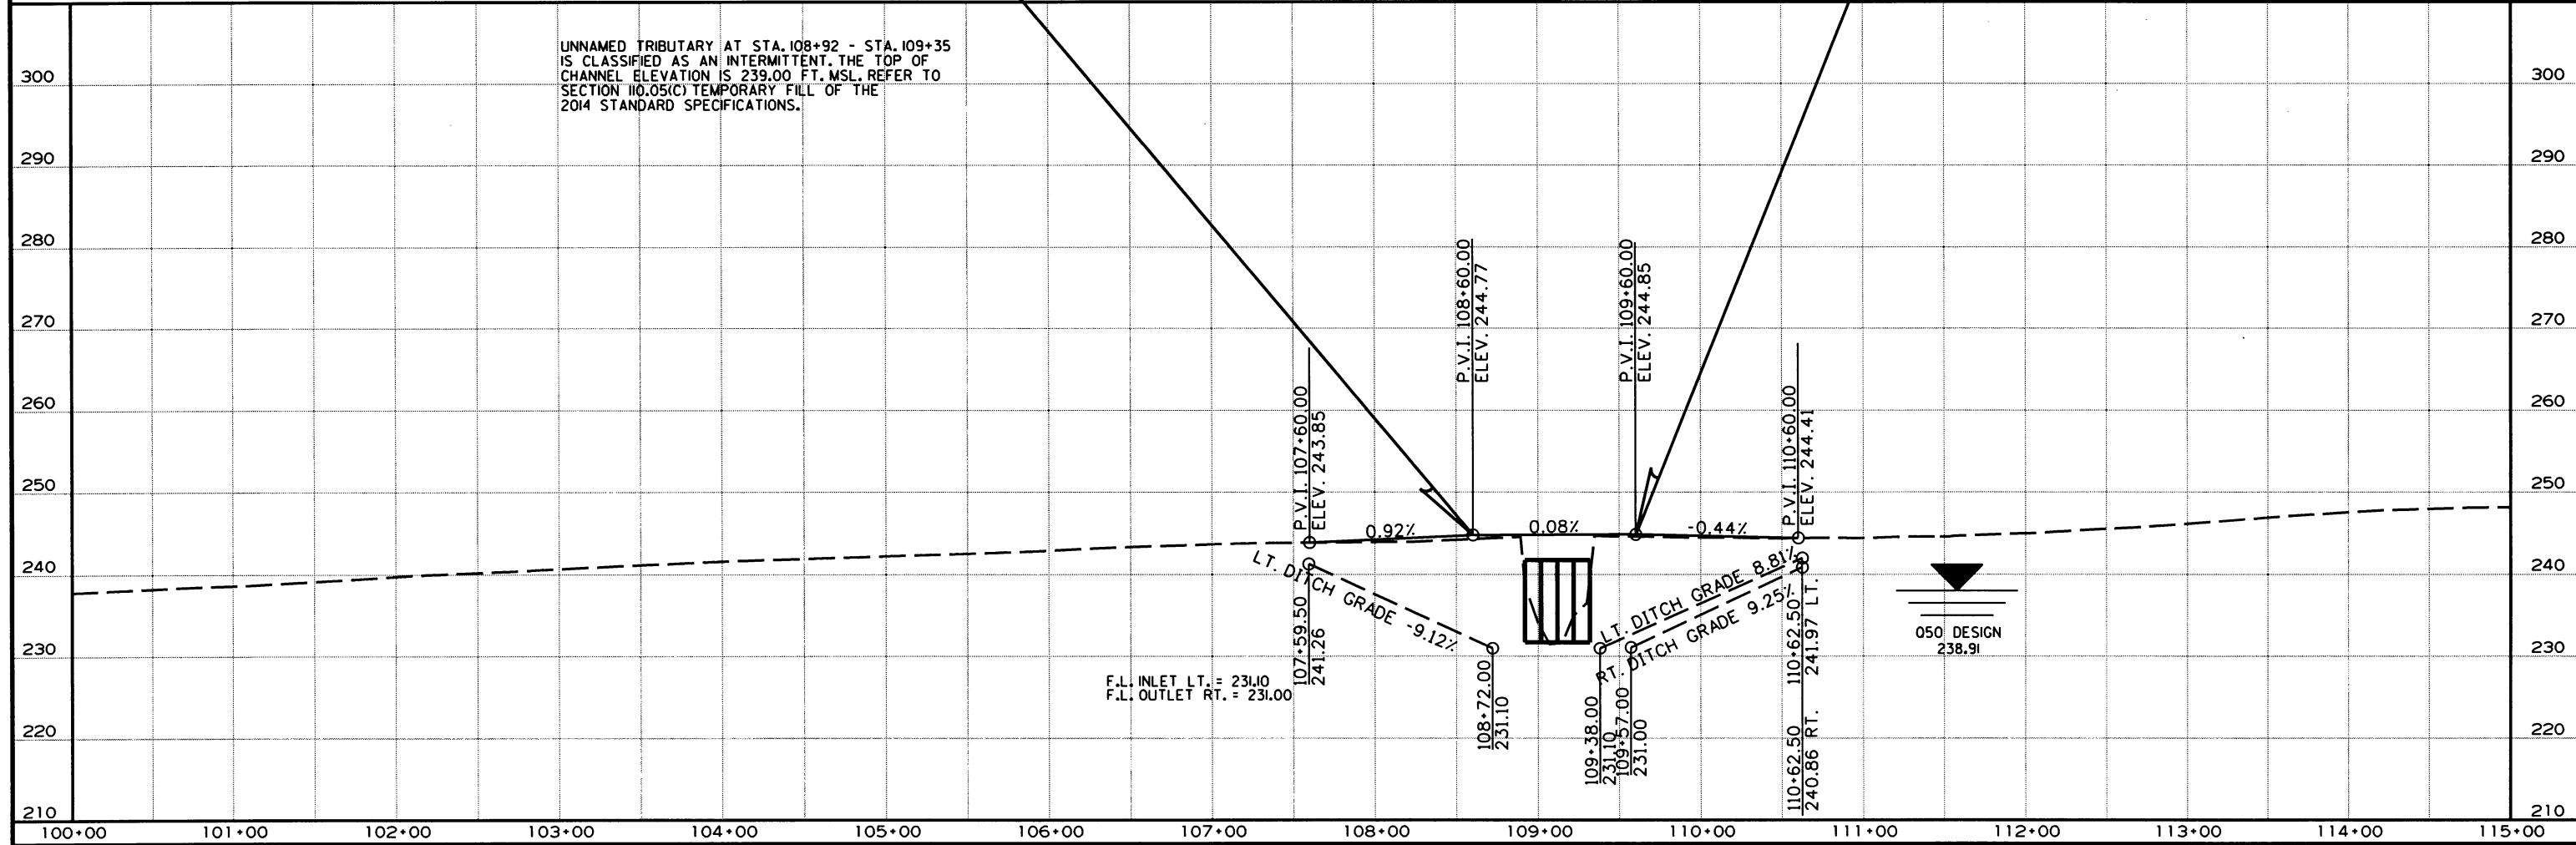 UNNAMED TRIBUTARY AT STA. 108+92 - STA. 109+35
IS CLASSIFIED AS AN INTERMITTENT. THE TOP OF
CHANNEL ELEVATION IS 239.00 FT. MSL. REFER TO
SECTION 110.05(C) TEMPORARY FILL OF THE
2014 STANDARD SPECIFICATIONS.
300 300
290 290
280 280
270 270
260 260
250 250
240 240
230 230
220 220
210 210
P.V.I. 107+60.00
ELEV. 243.85
P.V.I. 108+60.00
ELEV. 244.77
P.V.I. 109+60.00
ELEV. 244.85
P.V.I. 110+60.00
ELEV. 244.41
0.92%
0.08%
-0.44%
LT. DITCH GRADE -9.12%
LT. DITCH GRADE 8.81%
RT. DITCH GRADE 9.25%
107+59.50
241.26
108+72.00
231.10
109+38.00
231.10
109+57.00
231.00
110+62.50
241.97 LT.
110+62.50
240.86 RT.
F.L. INLET LT. = 231.10
F.L. OUTLET RT. = 231.00
Q50 DESIGN
238.91
100+00 101+00 102+00 103+00 104+00 105+00 106+00 107+00 108+00 109+00 110+00 111+00 112+00 113+00 114+00 115+00